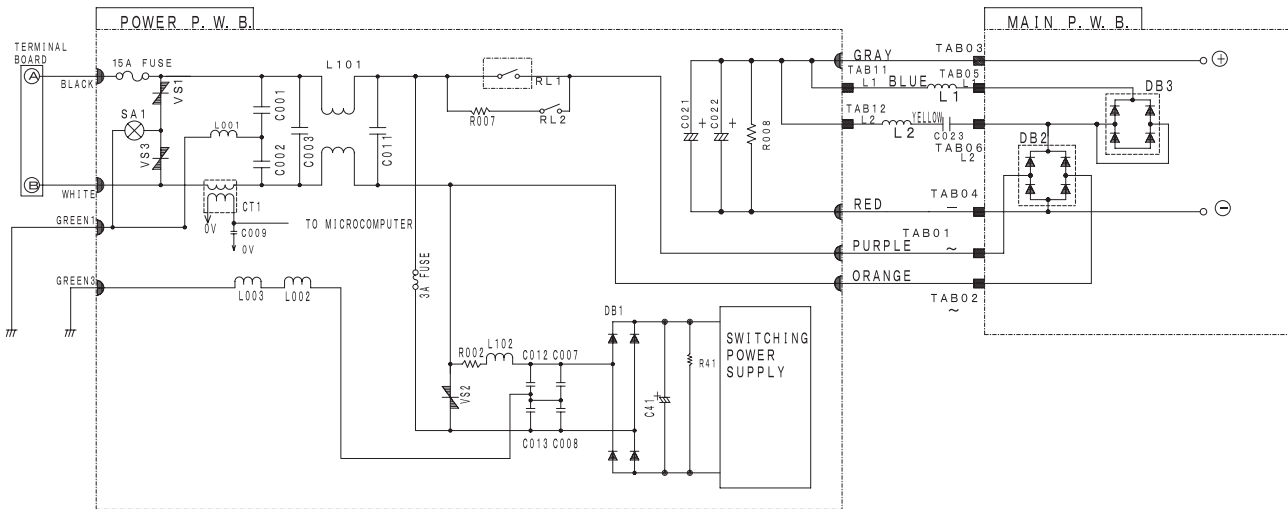 POWER P. W. B.
MAIN P. W. B.
TERMINAL
BOARD
A
BLACK
15A FUSE
VS1
SA1
VS3
L001
C001
C002
C003
L101
C011
RL1
R007
RL2
B
WHITE
CT1
0V
C009
0V
TO MICROCOMPUTER
GREEN1
GREEN3
L003
L002
3A FUSE
R002
L102
VS2
C012
C007
C013
C008
DB1
C41
+
R41
SWITCHING
POWER
SUPPLY
C021
+
C022
+
R008
GRAY
TAB03
+
TAB11
L1
BLUE
L1
TAB05
L1
DB3
TAB12
L2
L2
YELLOW
C023
TAB06
L2
DB2
RED
TAB04
−
−
PURPLE
TAB01
~
ORANGE
TAB02
~